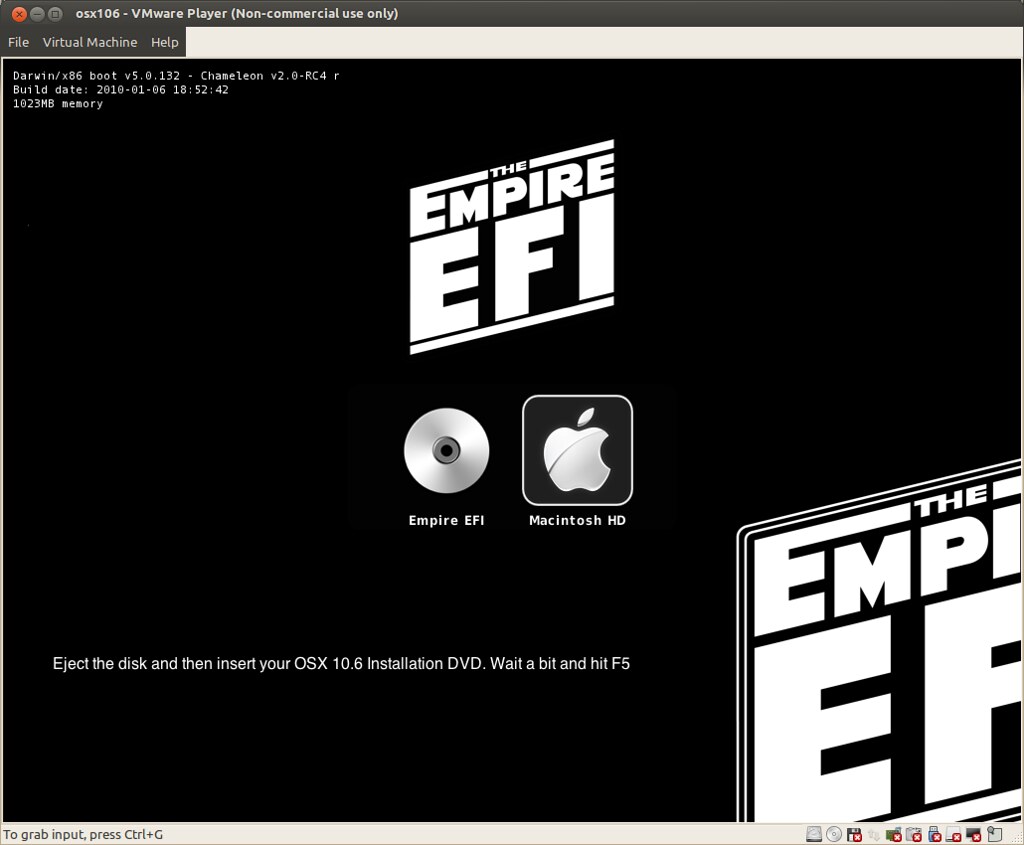 osx106 - VMware Player (Non-commercial use only)
File Virtual Machine Help
Darwin/x86 boot v5.0.132 - Chameleon v2.0-RC4 r
Build date: 2010-01-06 18:52:42
1023MB memory
THE
EMPIRE
EFI
Empire EFI Macintosh HD
THE
EMPI
EF
Eject the disk and then insert your OSX 10.6 Installation DVD. Wait a bit and hit F5
To grab input, press Ctrl+G